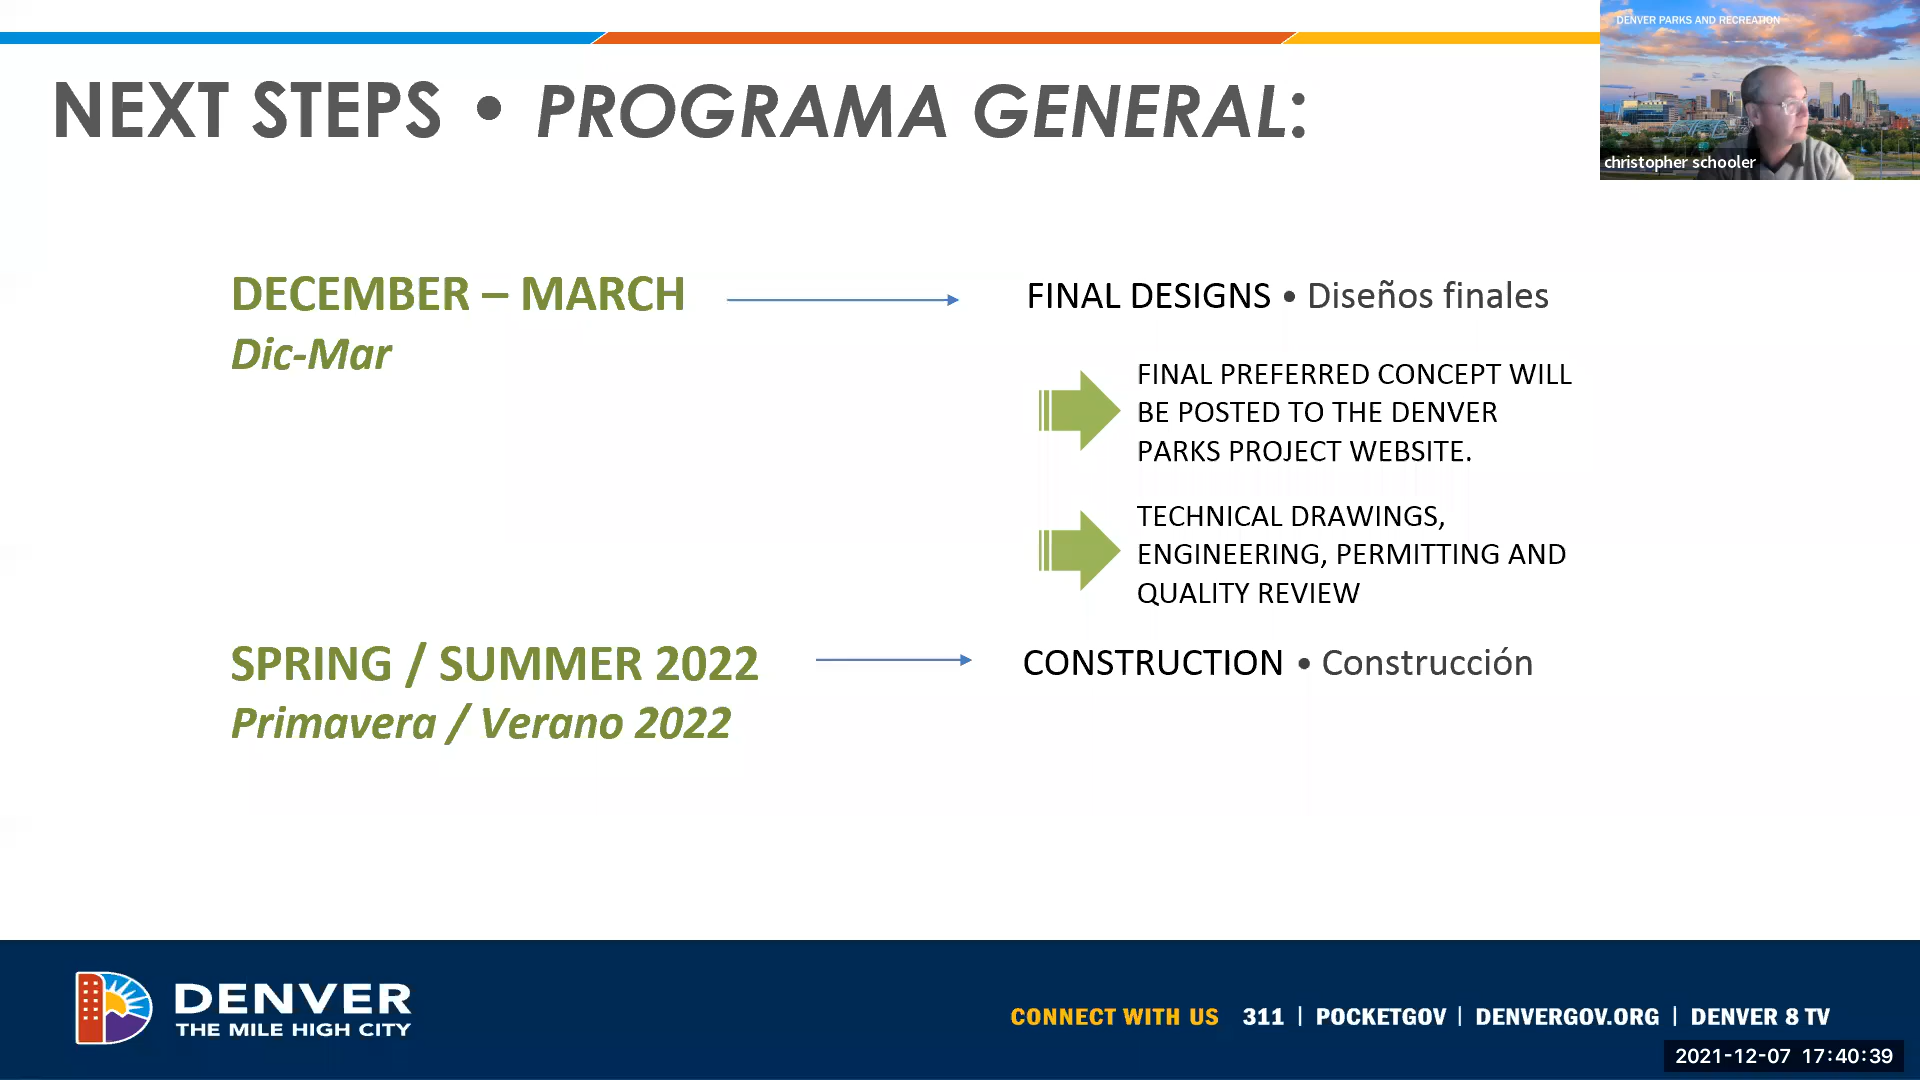 DENVER PARKS AND RECREATION
christopher schooler
NEXT STEPS • PROGRAMA GENERAL:
DECEMBER – MARCH
Dic-Mar
FINAL DESIGNS • Diseños finales
FINAL PREFERRED CONCEPT WILL
BE POSTED TO THE DENVER
PARKS PROJECT WEBSITE.
TECHNICAL DRAWINGS,
ENGINEERING, PERMITTING AND
QUALITY REVIEW
SPRING / SUMMER 2022
Primavera / Verano 2022
CONSTRUCTION • Construcción
DENVER
THE MILE HIGH CITY
CONNECT WITH US 311 | POCKETGOV | DENVERGOV.ORG | DENVER 8 TV
2021-12-07 17:40:39